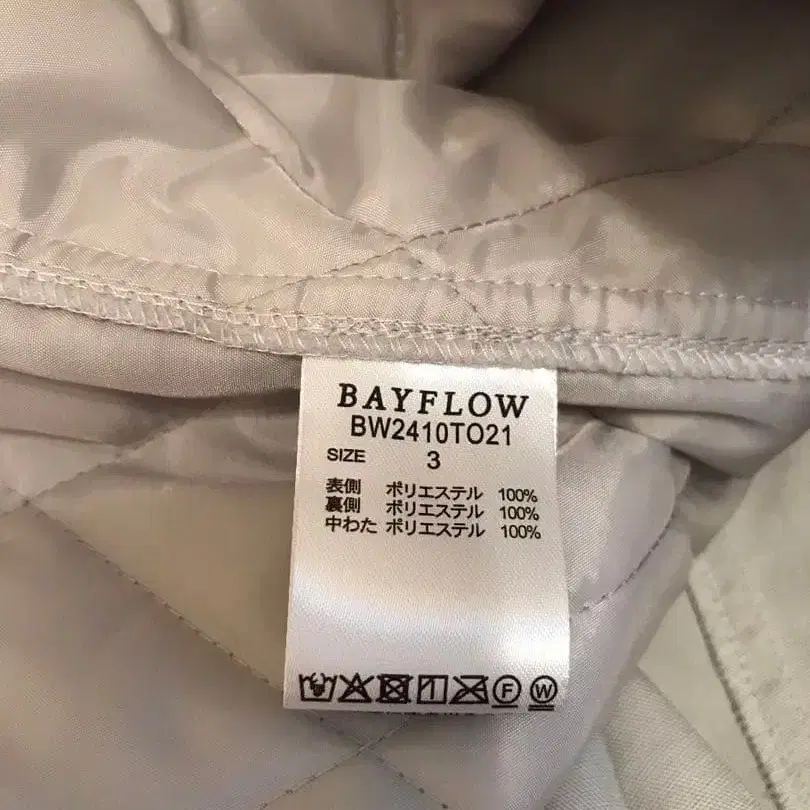 BAYFLOW
BW2410TO21
SIZE 3
表側 ポリエステル 100%
裏側 ポリエステル 100%
中わた ポリエステル 100%
F W